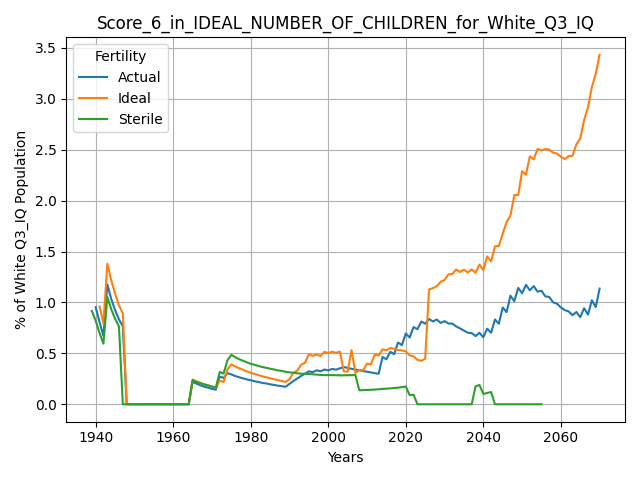 Score_6_in_IDEAL_NUMBER_OF_CHILDREN_for_White_Q3_IQ
Fertility
Actual
Ideal
Sterile
% of White Q3_IQ Population
3.5
3.0
2.5
2.0
1.5
1.0
0.5
0.0
1940 1960 1980 2000 2020 2040 2060
Years